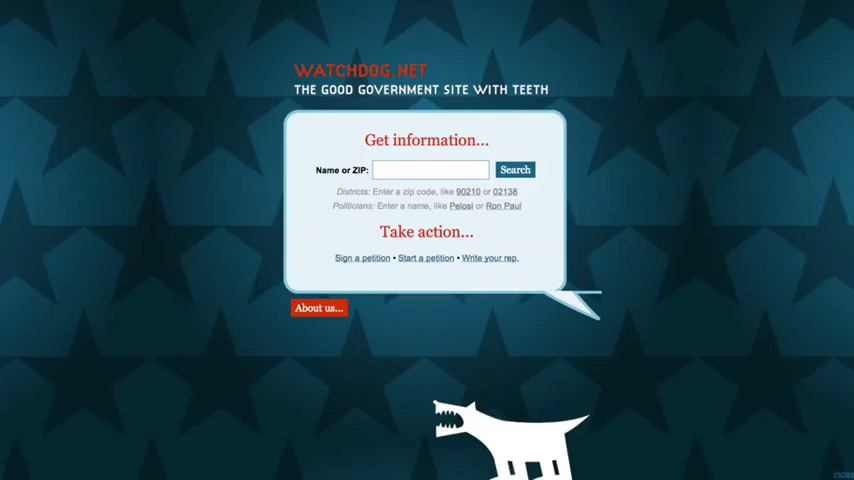 WATCHDOG.NET
THE GOOD GOVERNMENT SITE WITH TEETH
Get information...
Name or ZIP: Search
Districts: Enter a zip code, like 90210 or 02138
Politicians: Enter a name, like Pelosi or Ron Paul
Take action...
Sign a petition • Start a petition • Write your rep.
About us...